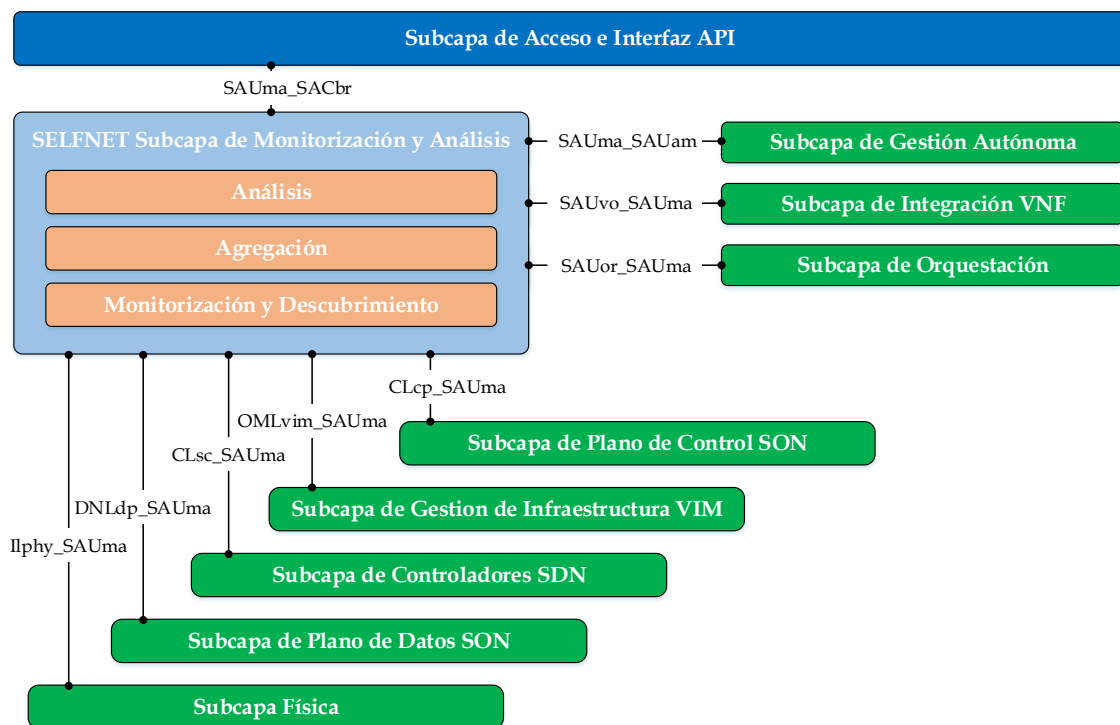 Subcapa de Acceso e Interfaz API
SAUma_SACbr
SELFNET Subcapa de Monitorización y Análisis
Análisis
Agregación
Monitorización y Descubrimiento
SAUma_SAUam
Subcapa de Gestión Autónoma
SAUvo_SAUma
Subcapa de Integración VNF
SAUor_SAUma
Subcapa de Orquestación
CLcp_SAUma
Subcapa de Plano de Control SON
OMLvim_SAUma
Subcapa de Gestion de Infraestructura VIM
CLsc_SAUma
Subcapa de Controladores SDN
DNLdp_SAUma
Subcapa de Plano de Datos SON
Ilphy_SAUma
Subcapa Física